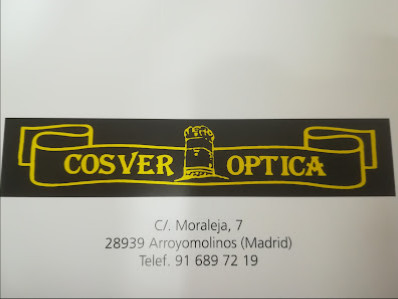 COSVER OPTICA
C/. Moraleja, 7
28939 Arroyomolinos (Madrid)
Telef. 91 689 72 19